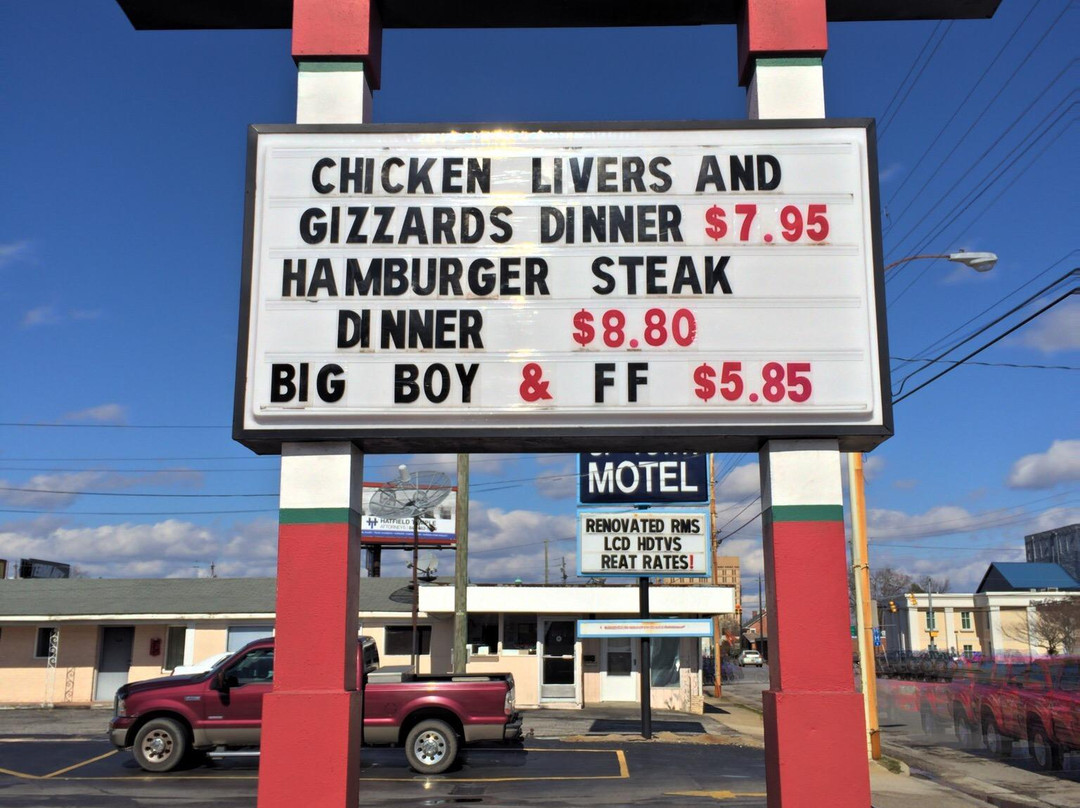 CHICKEN LIVERS AND
GIZZARDS DINNER $7.95
HAMBURGER STEAK
DINNER $8.80
BIG BOY & FF $5.85
MOTEL
RENOVATED RMS
LCD HDTVS
REAT RATES!
HATFIELD